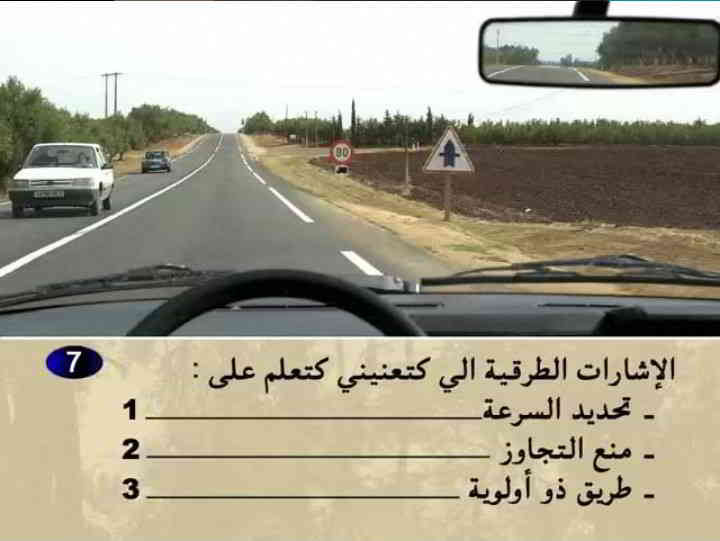 80
7
الإشارات الطرقية الي كتعنيني كتعلم على :
- تحديد السرعة 1
- منع التجاوز 2
- طريق ذو أولوية 3